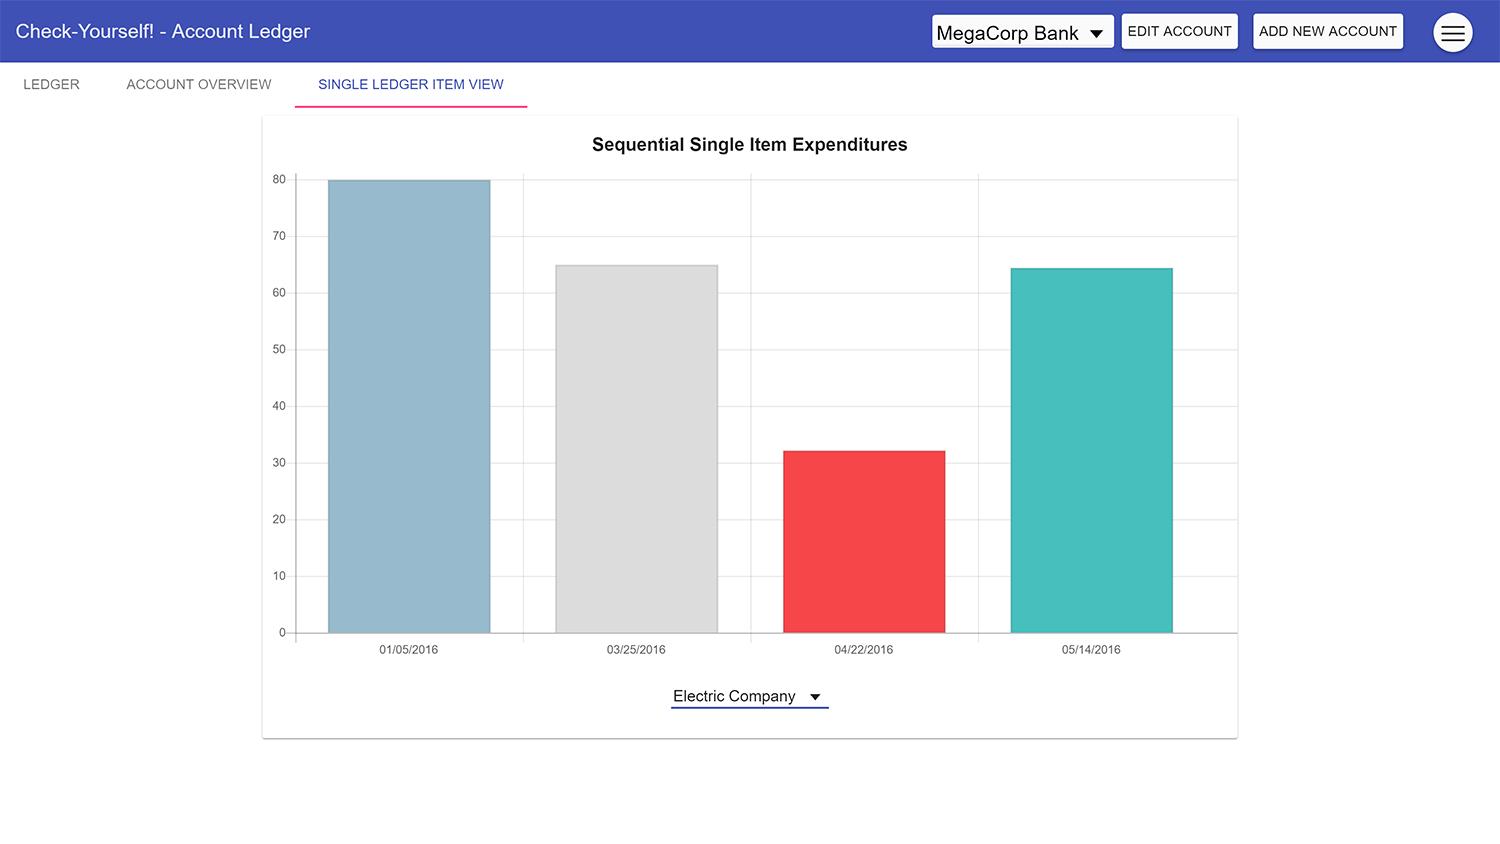 Check-Yourself! - Account Ledger
MegaCorp Bank
EDIT ACCOUNT
ADD NEW ACCOUNT
LEDGER
ACCOUNT OVERVIEW
SINGLE LEDGER ITEM VIEW
Sequential Single Item Expenditures
80
70
60
50
40
30
20
10
0
01/05/2016
03/25/2016
04/22/2016
05/14/2016
Electric Company